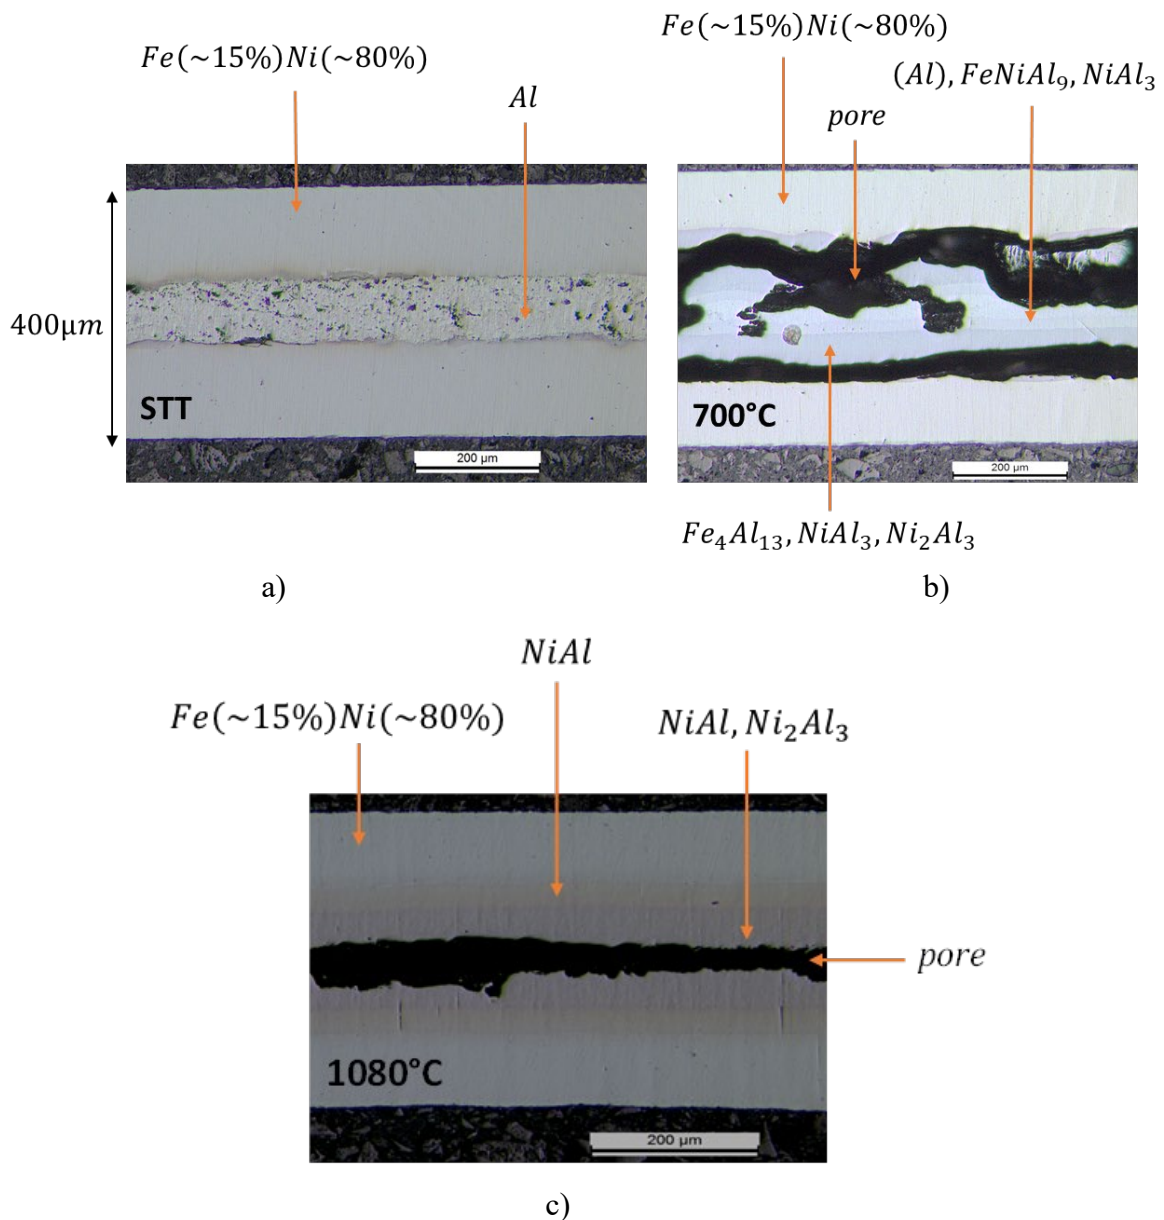 Fe(~15%)Ni(~80%)
Al
400μm
STT
200 µm
a)
Fe(~15%)Ni(~80%)
(Al), FeNiAl₉, NiAl₃
pore
700°C
200 µm
Fe₄Al₁₃, NiAl₃, Ni₂Al₃
b)
NiAl
Fe(~15%)Ni(~80%)
NiAl, Ni₂Al₃
pore
1080°C
200 µm
c)